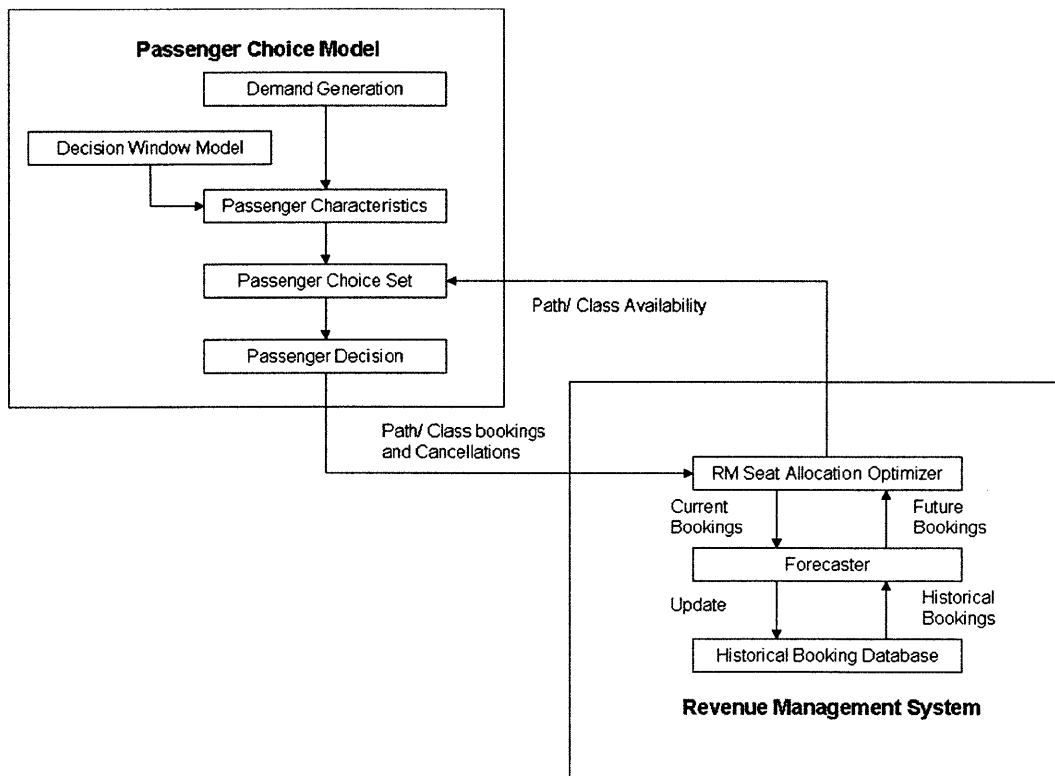 Passenger Choice Model
Demand Generation
Decision Window Model
Passenger Characteristics
Passenger Choice Set
Path/ Class Availability
Passenger Decision
Path/ Class bookings
and Cancellations
RM Seat Allocation Optimizer
Current
Bookings
Future
Bookings
Forecaster
Update
Historical
Bookings
Historical Booking Database
Revenue Management System